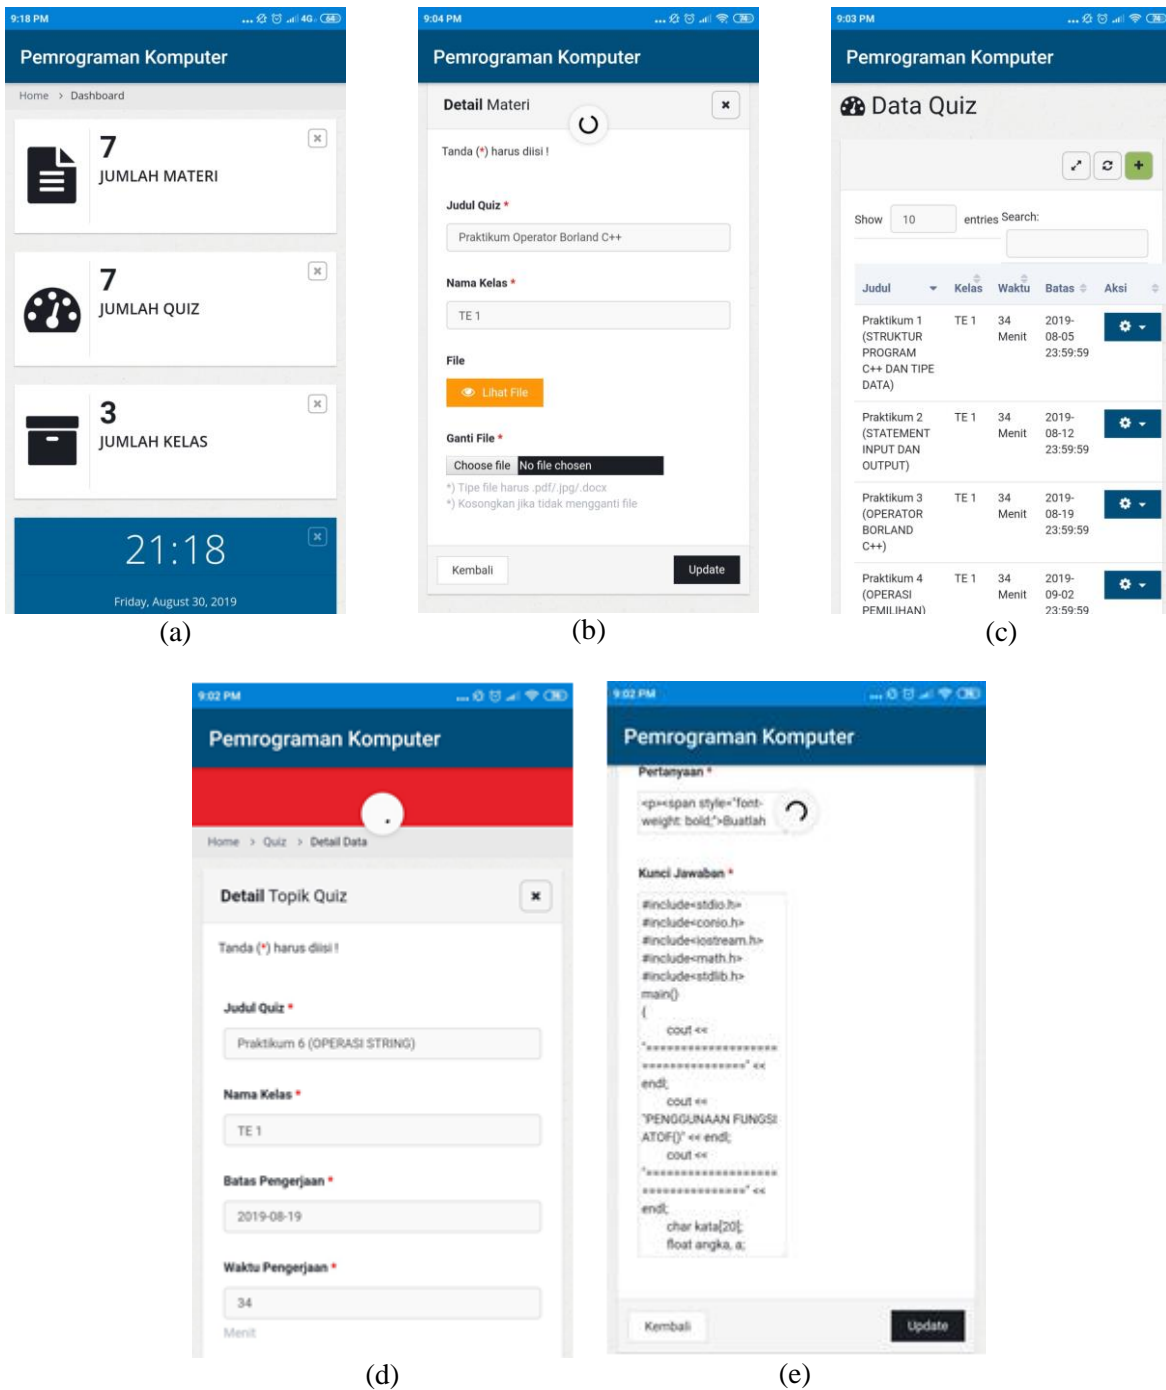 9:18 PM
4G
Pemrograman Komputer
Home > Dashboard
7
JUMLAH MATERI
7
JUMLAH QUIZ
3
JUMLAH KELAS
21:18
Friday, August 30, 2019
(a)
9:04 PM
Pemrograman Komputer
Detail Materi
Tanda (*) harus diisi !
Judul Quiz *
Praktikum Operator Borland C++
Nama Kelas *
TE 1
File
Lihat File
Ganti File *
Choose file No file chosen
*) Tipe file harus .pdf/.jpg/.docx
*) Kosongkan jika tidak mengganti file
Kembali
Update
(b)
9:03 PM
Pemrograman Komputer
Data Quiz
Show 10 entries Search:
Judul Kelas Waktu Batas Aksi
Praktikum 1 TE 1 34 2019-
(STRUKTUR Menit 08-05
PROGRAM 23:59:59
C++ DAN TIPE
DATA)
Praktikum 2 TE 1 34 2019-
(STATEMENT Menit 08-12
INPUT DAN 23:59:59
OUTPUT)
Praktikum 3 TE 1 34 2019-
(OPERATOR Menit 08-19
BORLAND 23:59:59
C++)
Praktikum 4 TE 1 34 2019-
(OPERASI Menit 09-02
PEMILIHAN) 23:59:59
(c)
9:02 PM
Pemrograman Komputer
Home > Quiz > Detail Data
Detail Topik Quiz
Tanda (*) harus diisi !
Judul Quiz *
Praktikum 6 (OPERASI STRING)
Nama Kelas *
TE 1
Batas Pengerjaan *
2019-08-19
Waktu Pengerjaan *
34
Menit
(d)
9:02 PM
Pemrograman Komputer
Pertanyaan *
<p><span style="font-
weight: bold;">Buatlah
Kunci Jawaban *
#include<stdio.h>
#include<conio.h>
#include<iostream.h>
#include<math.h>
#include<stdlib.h>
main()
{
cout <<
"===================
===============" <<
endl;
cout <<
"PENGGUNAAN FUNGSI
ATOF()" << endl;
cout <<
"===================
===============" <<
endl;
char kata[20];
float angka, a;
Kembali
Update
(e)